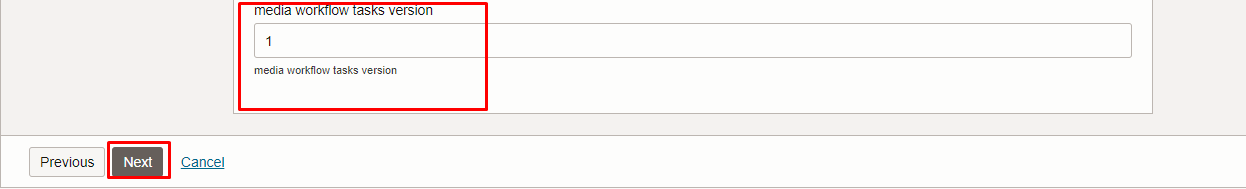 media workflow tasks version
1
media workflow tasks version
Previous Next Cancel